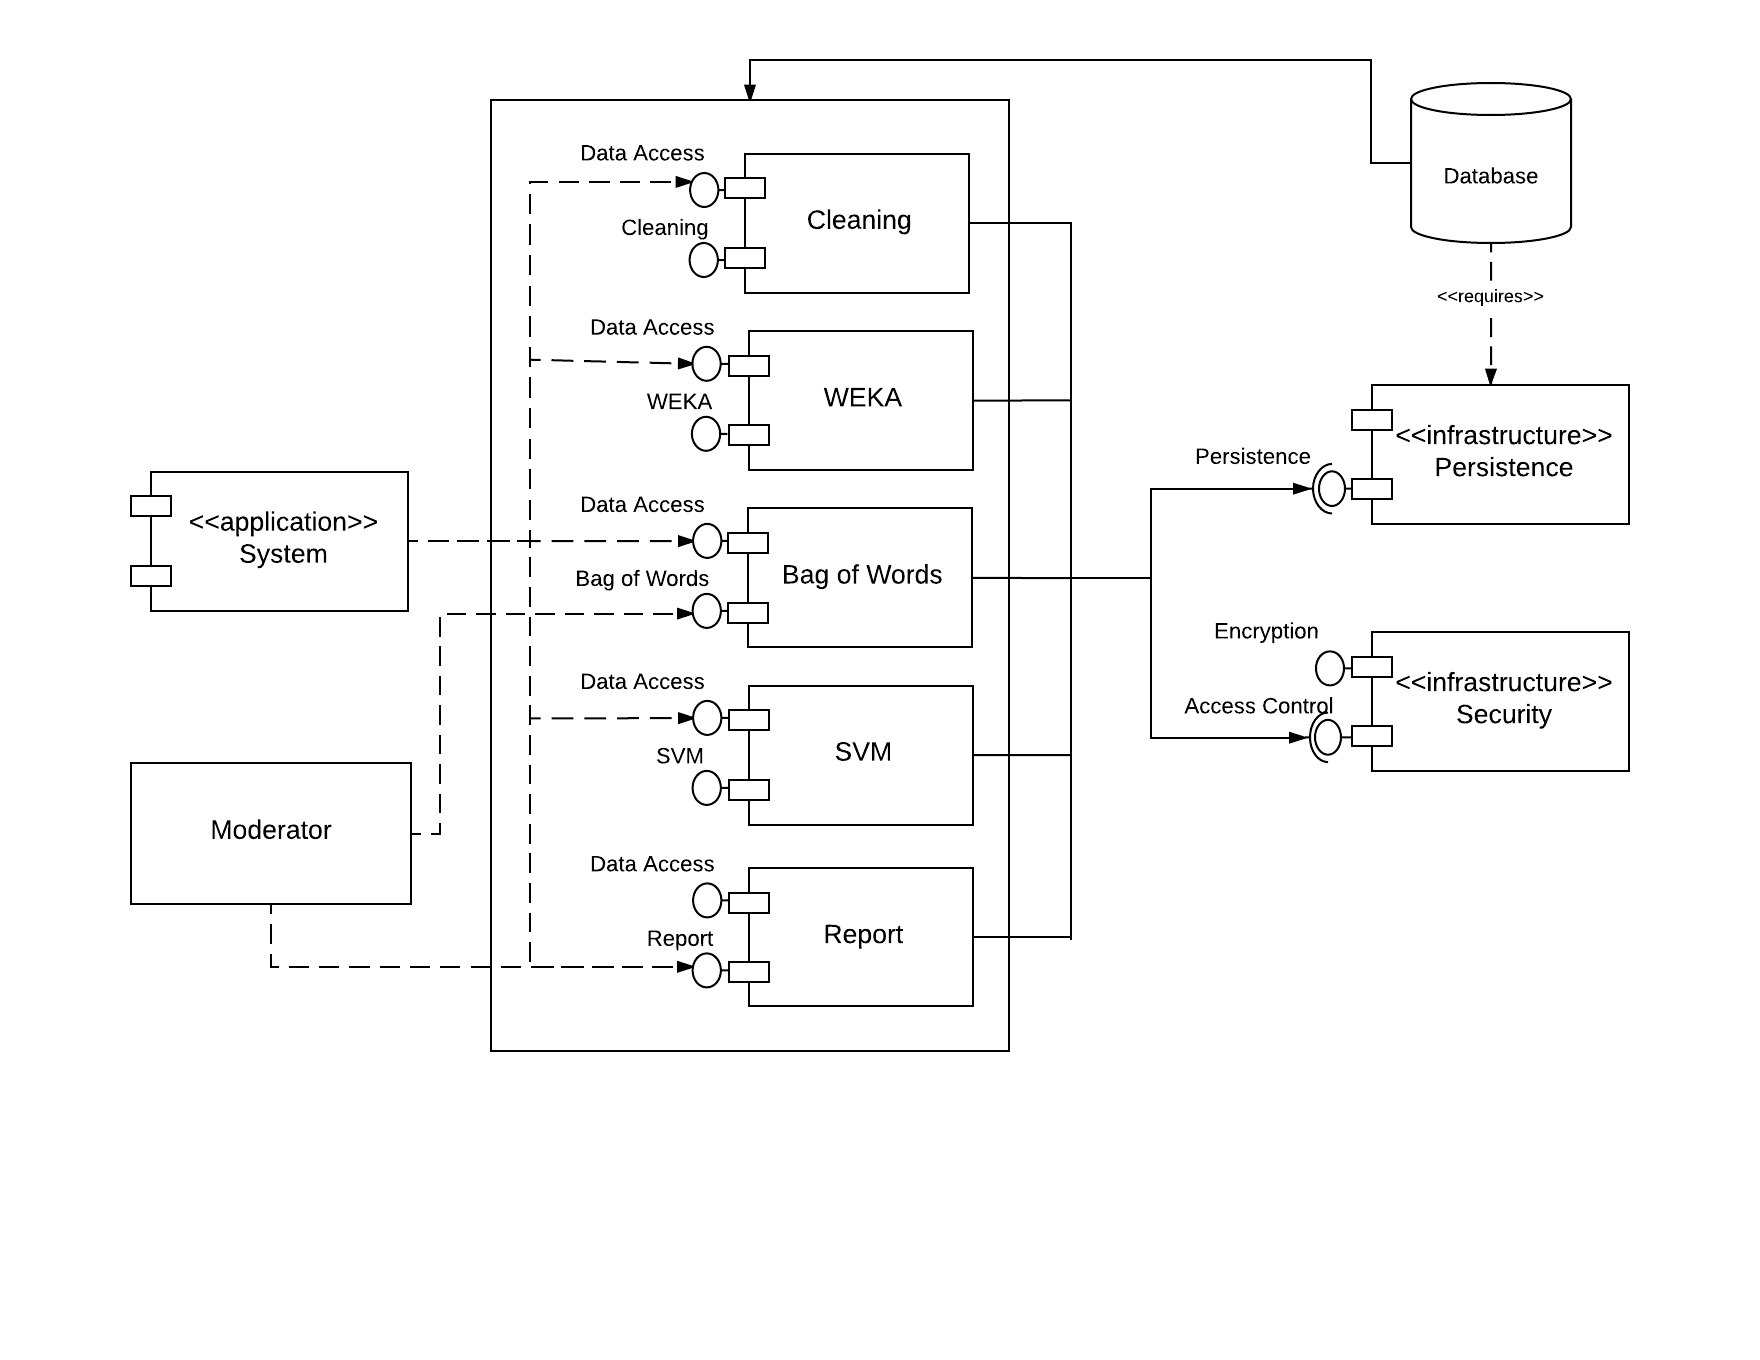 Data Access
Cleaning
Cleaning
Database
<<requires>>
Data Access
WEKA
WEKA
<<infrastructure>>
Persistence
Persistence
<<application>>
System
Data Access
Bag of Words
Bag of Words
Encryption
<<infrastructure>>
Security
Access Control
Data Access
SVM
SVM
Moderator
Data Access
Report
Report